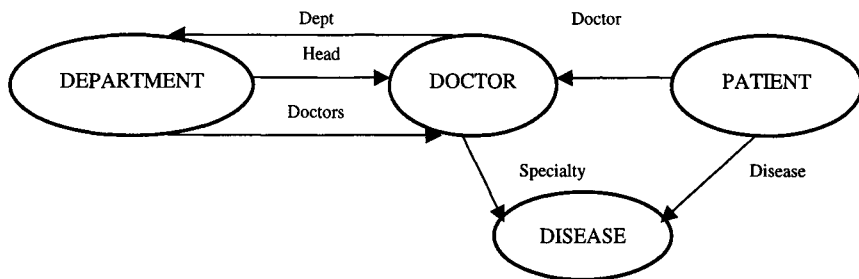 Dept
Doctor
Head
DEPARTMENT
DOCTOR
PATIENT
Doctors
Specialty
Disease
DISEASE